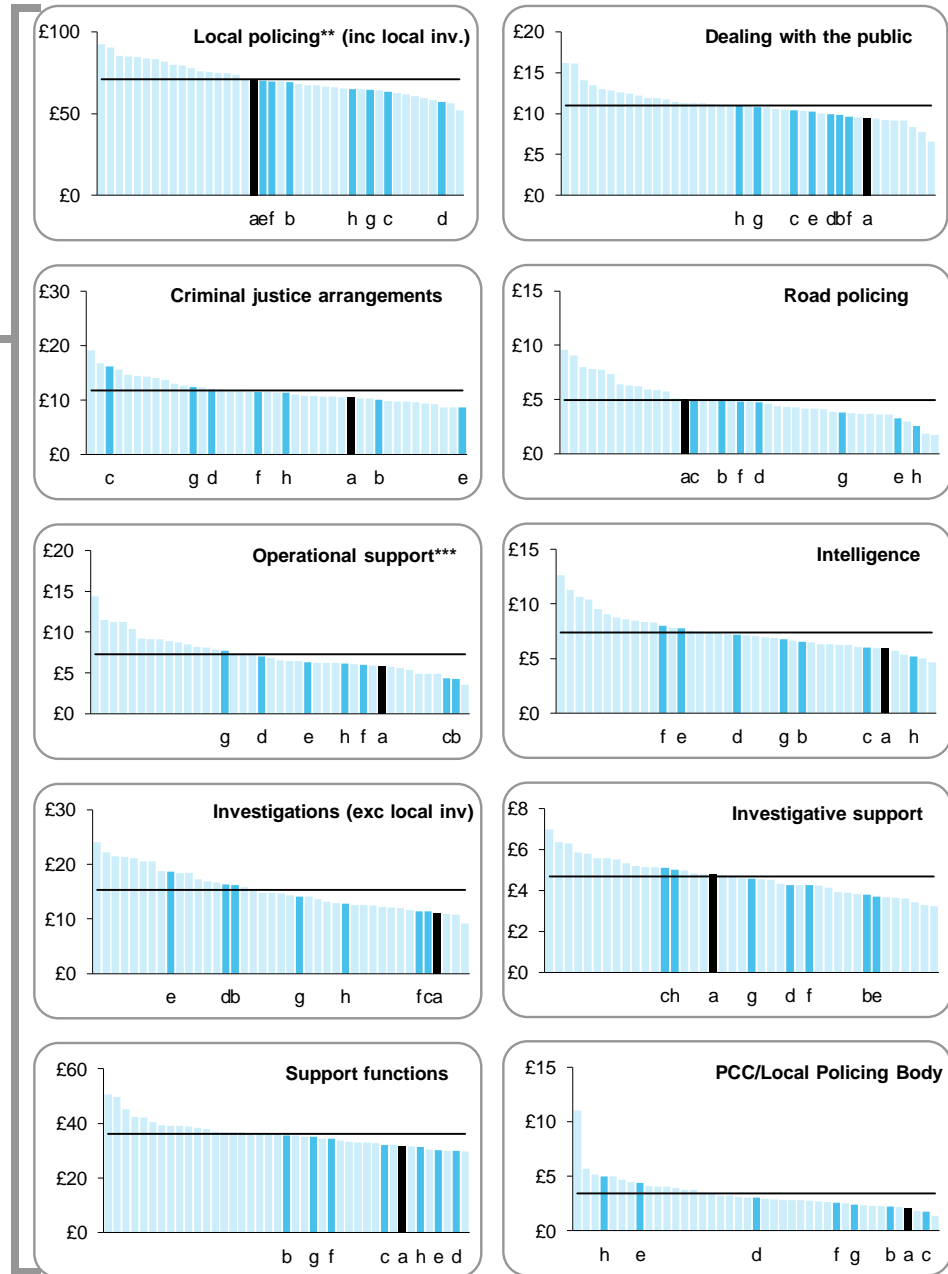 Local policing** (inc local inv.)
£100
£50
£0
aef b h g c d
Dealing with the public
£20
£15
£10
£5
£0
h g c e db f a
Criminal justice arrangements
£30
£20
£10
£0
c g d f h a b e
Road policing
£15
£10
£5
£0
ac b f d g e h
Operational support***
£20
£15
£10
£5
£0
g d e h f a cb
Intelligence
£15
£10
£5
£0
f e d g b c a h
Investigations (exc local inv)
£30
£20
£10
£0
e db g h fca
Investigative support
£8
£6
£4
£2
£0
ch a g d f be
Support functions
£60
£40
£20
£0
b g f c a h e d
PCC/Local Policing Body
£15
£10
£5
£0
h e d f g b a c